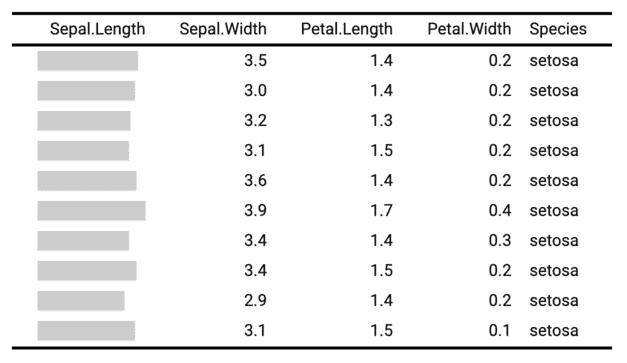 Sepal.Length Sepal.Width Petal.Length Petal.Width Species
3.5 1.4 0.2 setosa
3.0 1.4 0.2 setosa
3.2 1.3 0.2 setosa
3.1 1.5 0.2 setosa
3.6 1.4 0.2 setosa
3.9 1.7 0.4 setosa
3.4 1.4 0.3 setosa
3.4 1.5 0.2 setosa
2.9 1.4 0.2 setosa
3.1 1.5 0.1 setosa